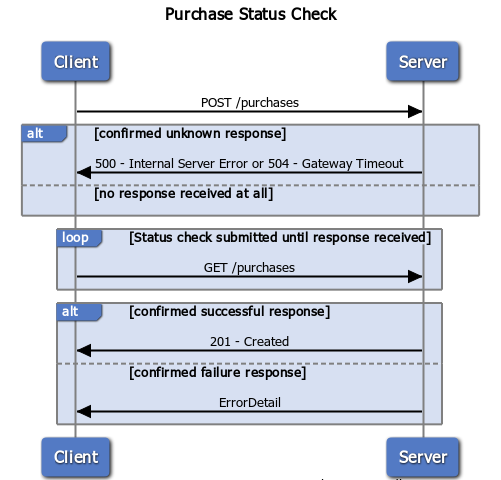 Purchase Status Check
Client
Server
POST /purchases
alt
[confirmed unknown response]
500 - Internal Server Error or 504 - Gateway Timeout
[no response received at all]
loop
[Status check submitted until response received]
GET /purchases
alt
[confirmed successful response]
201 - Created
[confirmed failure response]
ErrorDetail
Client
Server